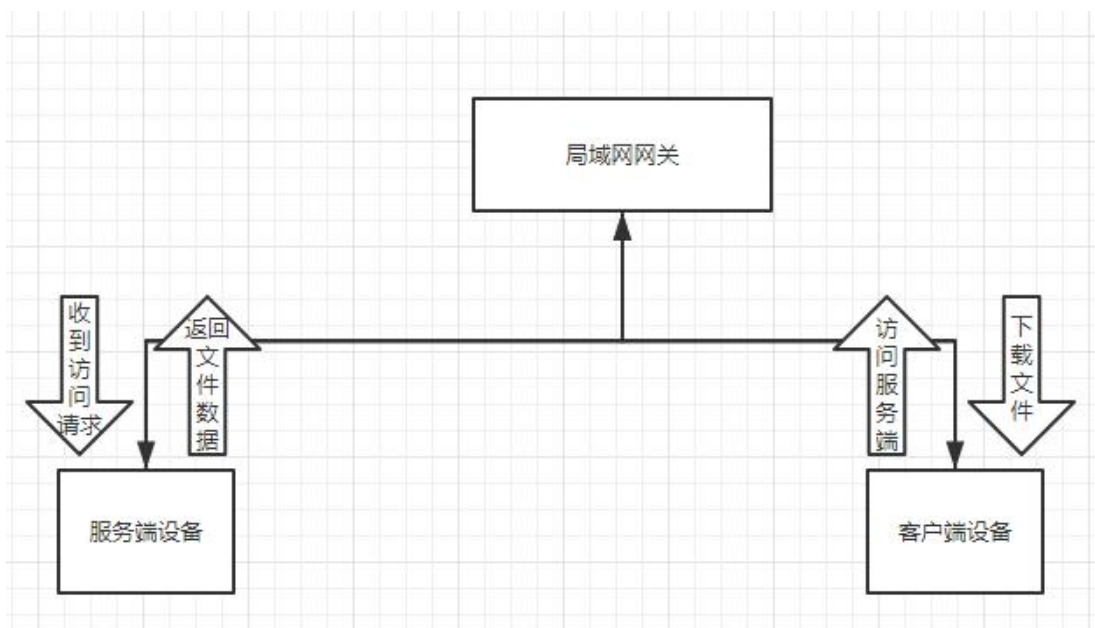 局域网网关
收到访问请求
返回文件数据
访问服务端
下载文件
服务端设备
客户端设备